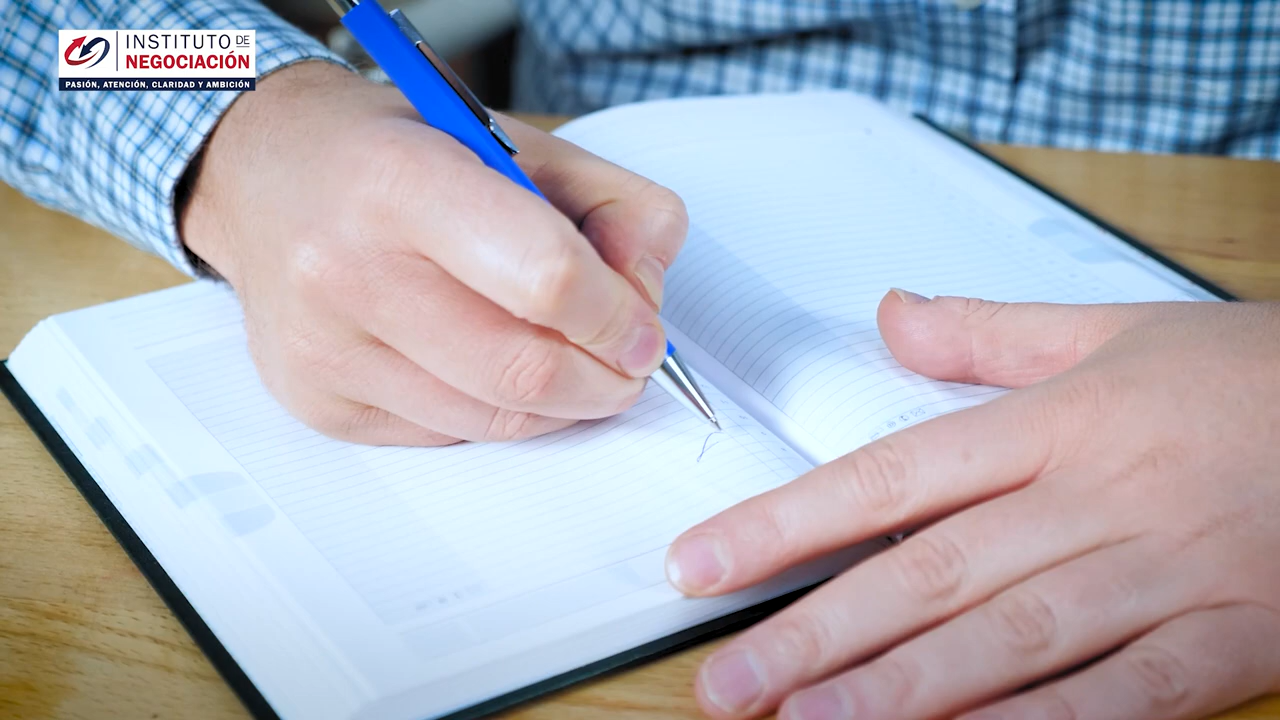 INSTITUTO DE
NEGOCIACIÓN
PASIÓN, ATENCIÓN, CLARIDAD Y AMBICIÓN